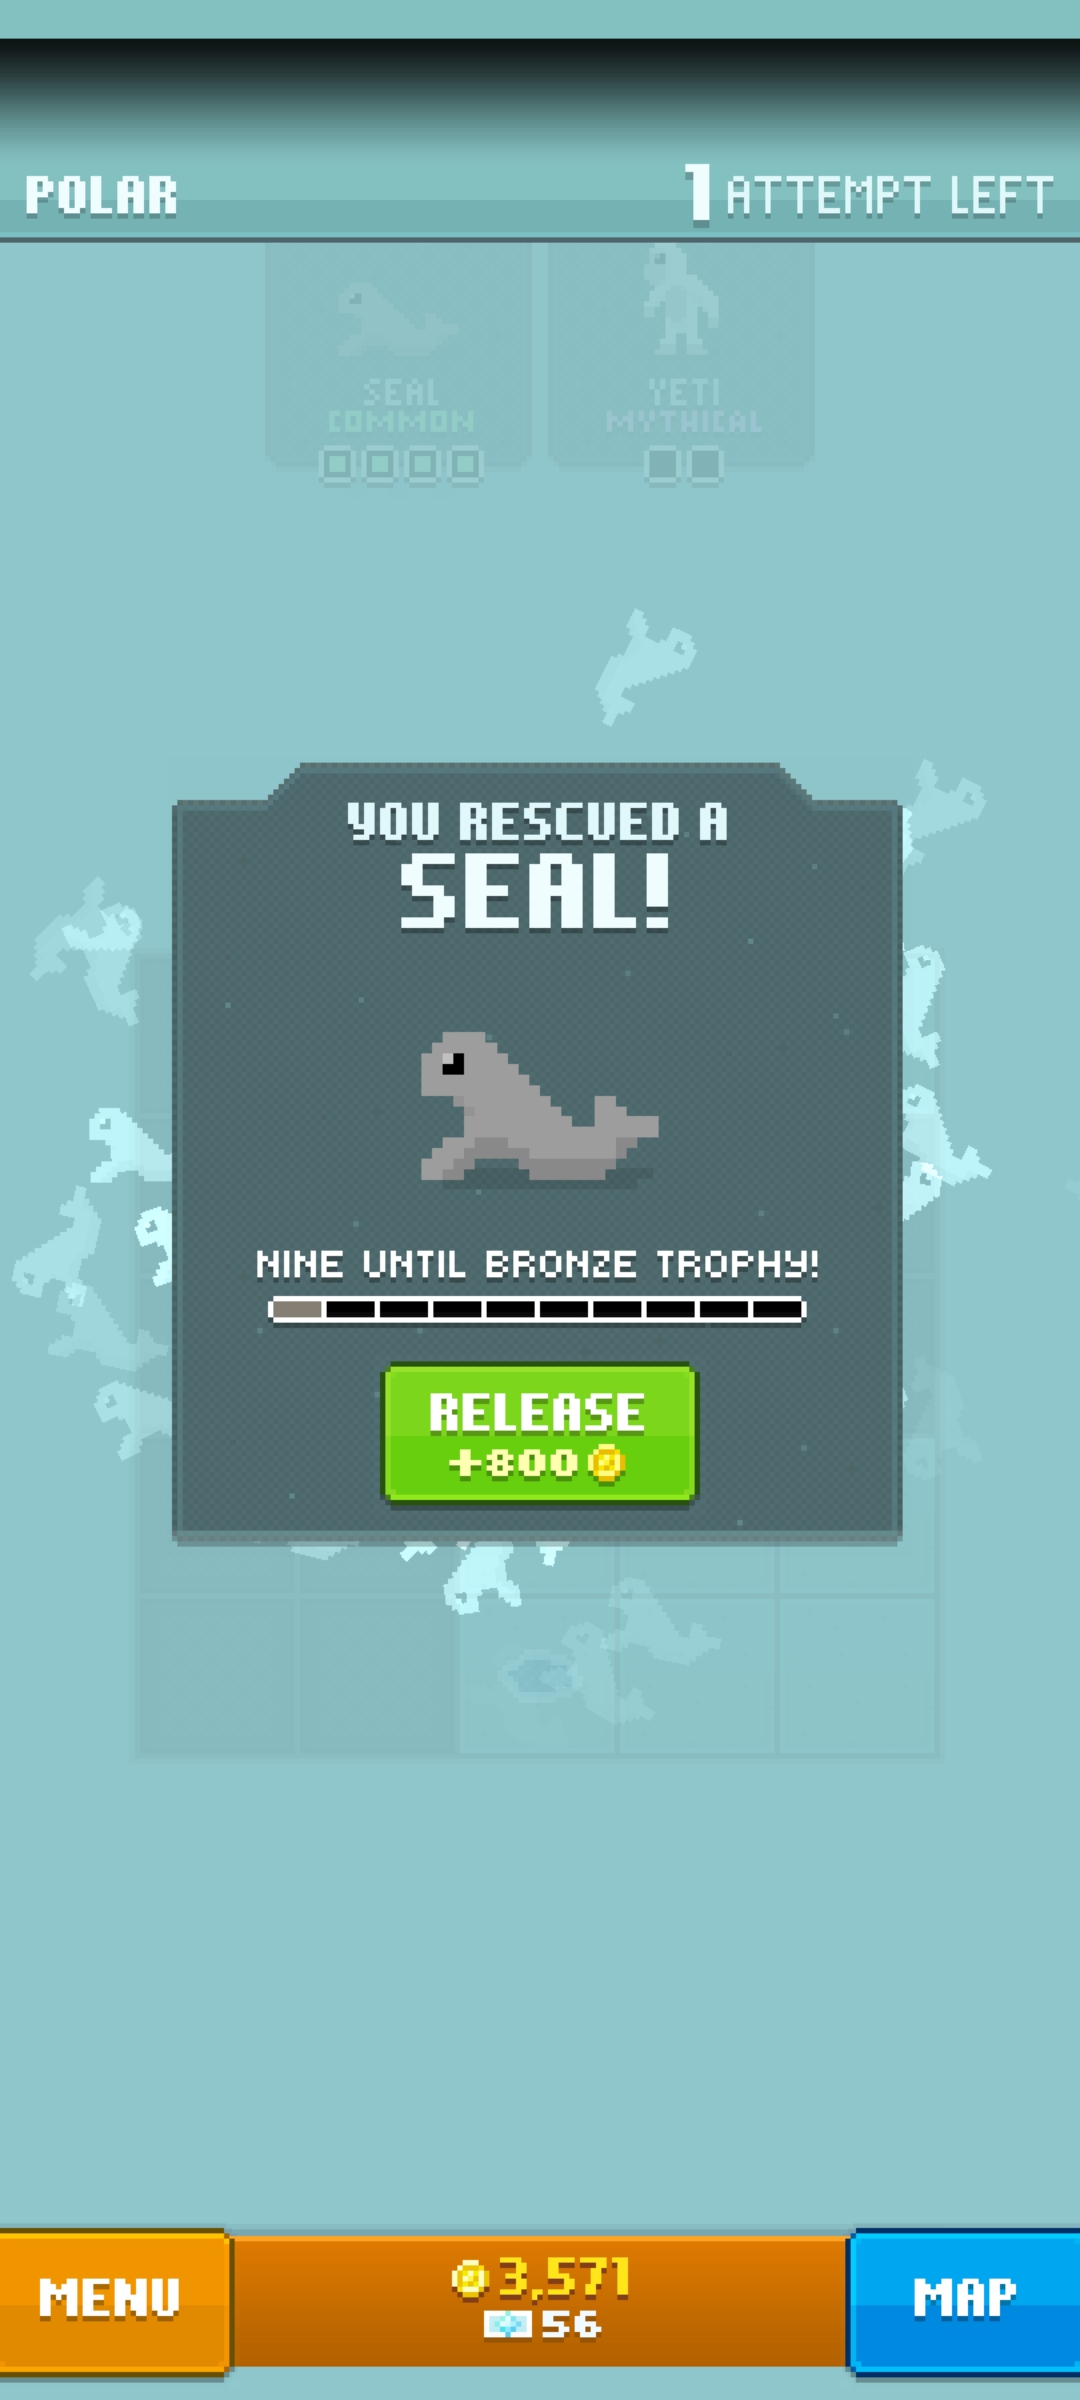 POLAR
1 ATTEMPT LEFT
SEAL
COMMON
YETI
MYTHICAL
YOU RESCUED A
SEAL!
NINE UNTIL BRONZE TROPHY!
RELEASE
+800
MENU
3,571
56
MAP